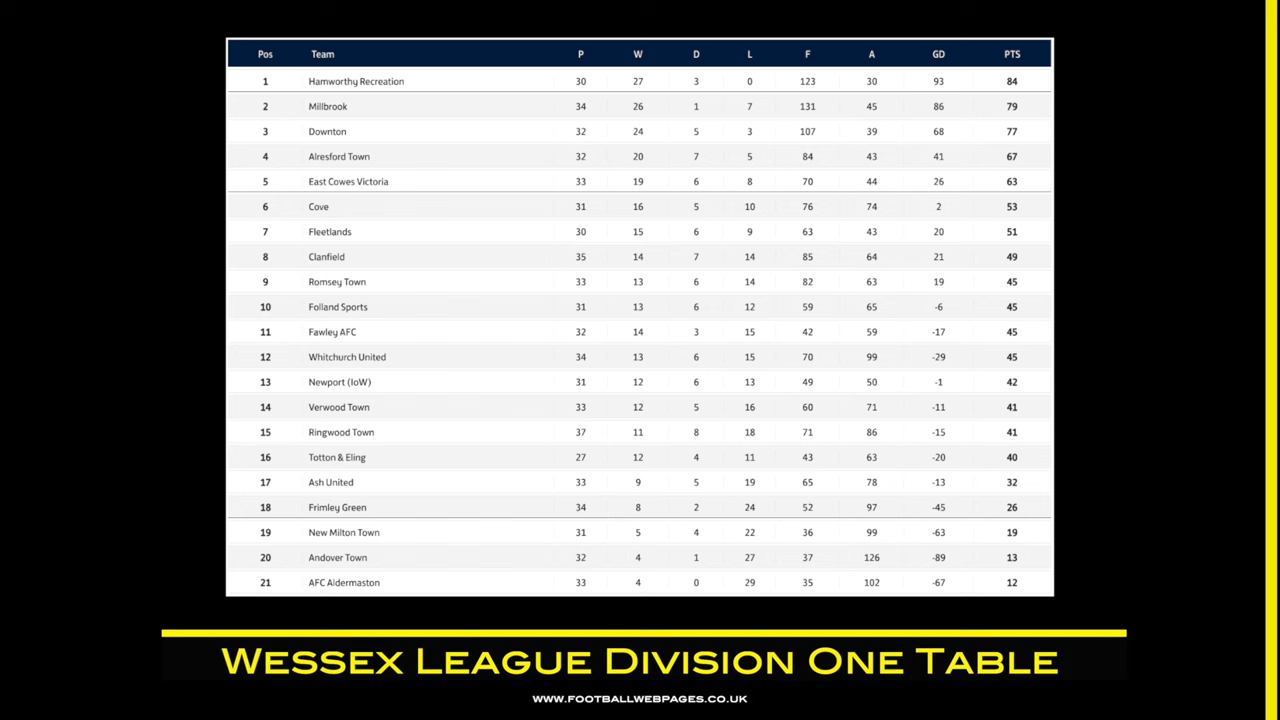 Pos Team P W D L F A GD PTS
1 Hamworthy Recreation 30 27 3 0 123 30 93 84
2 Millbrook 34 26 1 7 131 45 86 79
3 Downton 32 24 5 3 107 39 68 77
4 Alresford Town 32 20 7 5 84 43 41 67
5 East Cowes Victoria 33 19 6 8 70 44 26 63
6 Cove 31 16 5 10 76 74 2 53
7 Fleetlands 30 15 6 9 63 43 20 51
8 Clanfield 35 14 7 14 85 64 21 49
9 Romsey Town 33 13 6 14 82 63 19 45
10 Folland Sports 31 13 6 12 59 65 -6 45
11 Fawley AFC 32 14 3 15 42 59 -17 45
12 Whitchurch United 34 13 6 15 70 99 -29 45
13 Newport (IoW) 31 12 6 13 49 50 -1 42
14 Verwood Town 33 12 5 16 60 71 -11 41
15 Ringwood Town 37 11 8 18 71 86 -15 41
16 Totton & Eling 27 12 4 11 43 63 -20 40
17 Ash United 33 9 5 19 65 78 -13 32
18 Frimley Green 34 8 2 24 52 97 -45 26
19 New Milton Town 31 5 4 22 36 99 -63 19
20 Andover Town 32 4 1 27 37 126 -89 13
21 AFC Aldermaston 33 4 0 29 35 102 -67 12
WESSEX LEAGUE DIVISION ONE TABLE
WWW.FOOTBALLWEBPAGES.CO.UK